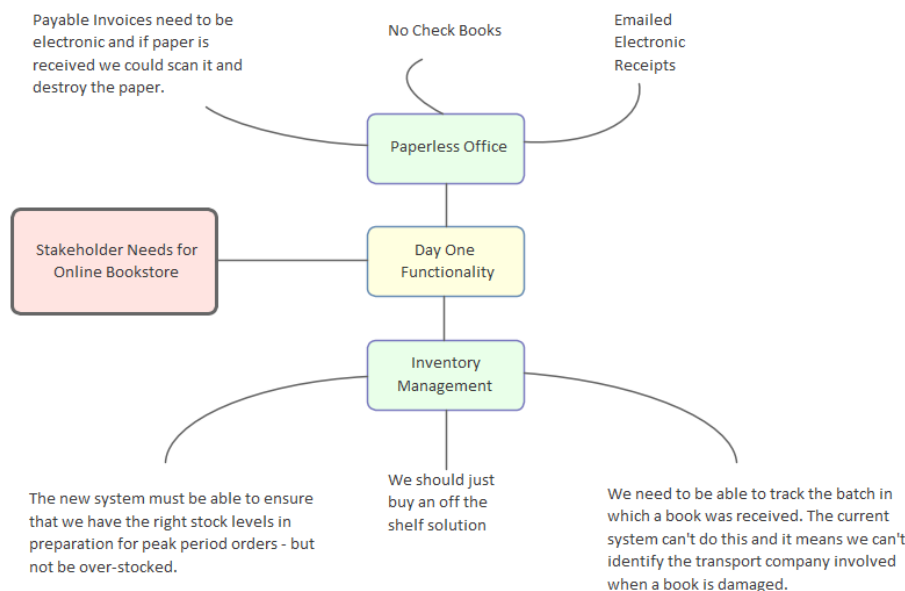 Payable Invoices need to be
electronic and if paper is
received we could scan it and
destroy the paper.
No Check Books
Emailed
Electronic
Receipts
Paperless Office
Stakeholder Needs for
Online Bookstore
Day One
Functionality
Inventory
Management
The new system must be able to ensure
that we have the right stock levels in
preparation for peak period orders - but
not be over-stocked.
We should just
buy an off the
shelf solution
We need to be able to track the batch in
which a book was received. The current
system can't do this and it means we can't
identify the transport company involved
when a book is damaged.